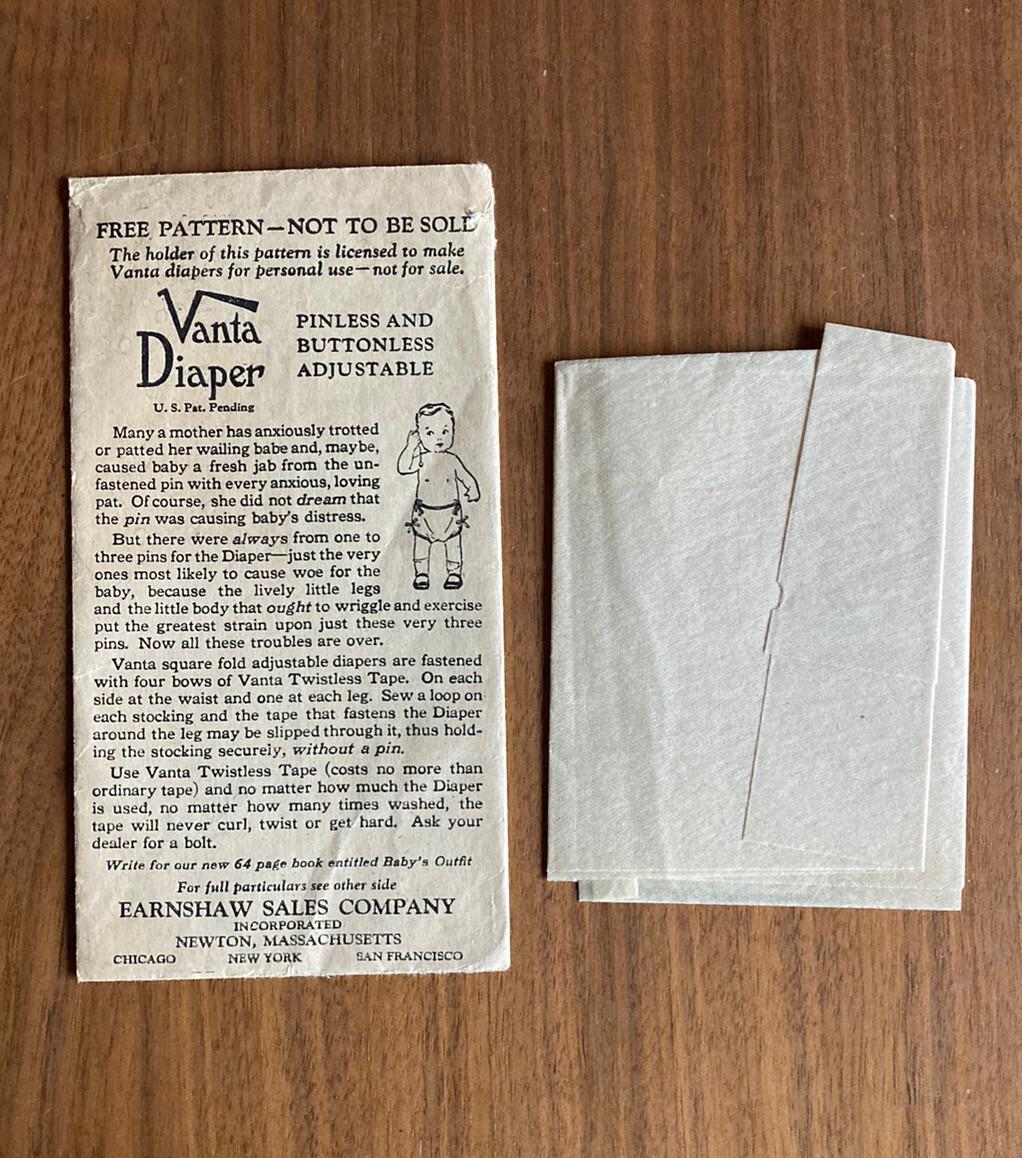 FREE PATTERN—NOT TO BE SOLD
The holder of this pattern is licensed to make
Vanta diapers for personal use—not for sale.
Vanta
Diaper
U. S. Pat. Pending
PINLESS AND
BUTTONLESS
ADJUSTABLE
Many a mother has anxiously trotted
or patted her wailing babe and, maybe,
caused baby a fresh jab from the un-
fastened pin with every anxious, loving
pat. Of course, she did not dream that
the pin was causing baby's distress.
But there were always from one to
three pins for the Diaper—just the very
ones most likely to cause woe for the
baby, because the lively little legs
and the little body that ought to wriggle and exercise
put the greatest strain upon just these very three
pins. Now all these troubles are over.
Vanta square fold adjustable diapers are fastened
with four bows of Vanta Twistless Tape. On each
side at the waist and one at each leg. Sew a loop on
each stocking and the tape that fastens the Diaper
around the leg may be slipped through it, thus hold-
ing the stocking securely, without a pin.
Use Vanta Twistless Tape (costs no more than
ordinary tape) and no matter how much the Diaper
is used, no matter how many times washed, the
tape will never curl, twist or get hard. Ask your
dealer for a bolt.
Write for our new 64 page book entitled Baby's Outfit
For full particulars see other side
EARNSHAW SALES COMPANY
INCORPORATED
NEWTON, MASSACHUSETTS
CHICAGO NEW YORK SAN FRANCISCO